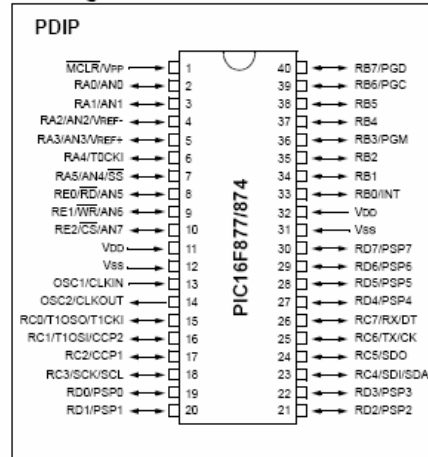 PDIP
MCLR/VPP 1 40 RB7/PGD
RA0/AN0 2 39 RB6/PGC
RA1/AN1 3 38 RB5
RA2/AN2/VREF- 4 37 RB4
RA3/AN3/VREF+ 5 36 RB3/PGM
RA4/T0CKI 6 35 RB2
RA5/AN4/SS 7 34 RB1
RE0/RD/AN5 8 33 RB0/INT
RE1/WR/AN6 9 32 VDD
RE2/CS/AN7 10 31 VSS
VDD 11 30 RD7/PSP7
VSS 12 29 RD6/PSP6
OSC1/CLKIN 13 28 RD5/PSP5
OSC2/CLKOUT 14 27 RD4/PSP4
RC0/T1OSO/T1CKI 15 26 RC7/RX/DT
RC1/T1OSI/CCP2 16 25 RC6/TX/CK
RC2/CCP1 17 24 RC5/SDO
RC3/SCK/SCL 18 23 RC4/SDI/SDA
RD0/PSP0 19 22 RD3/PSP3
RD1/PSP1 20 21 RD2/PSP2
PIC16F877/874